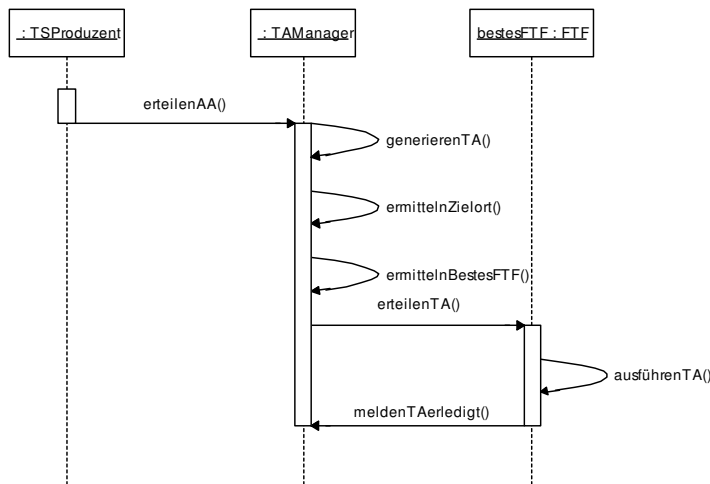 : TSProduzent
: TAManager
bestesFTF : FTF
erteilenAA()
generierenTA()
ermittelnZielort()
ermittelnBestesFTF()
erteilenTA()
ausführenTA()
meldenTAerledigt()